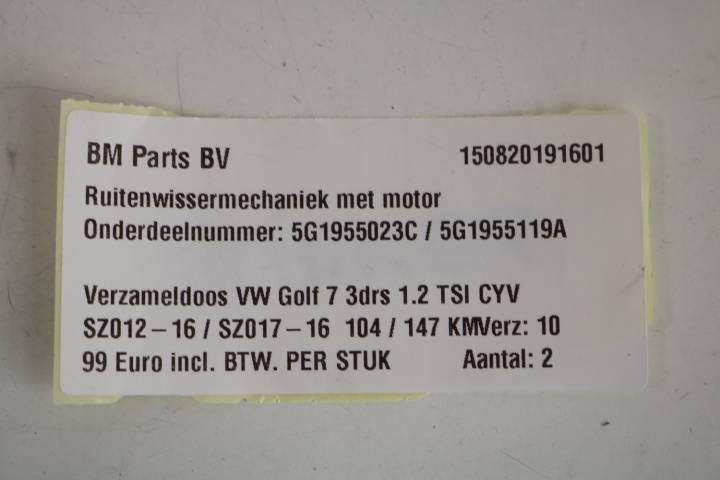 BM Parts BV 150820191601
Ruitenwissermechaniek met motor
Onderdeelnummer: 5G1955023C / 5G1955119A
Verzameldoos VW Golf 7 3drs 1.2 TSI CYV
SZ012-16 / SZ017-16 104 / 147 KMVerz: 10
99 Euro incl. BTW. PER STUK Aantal: 2